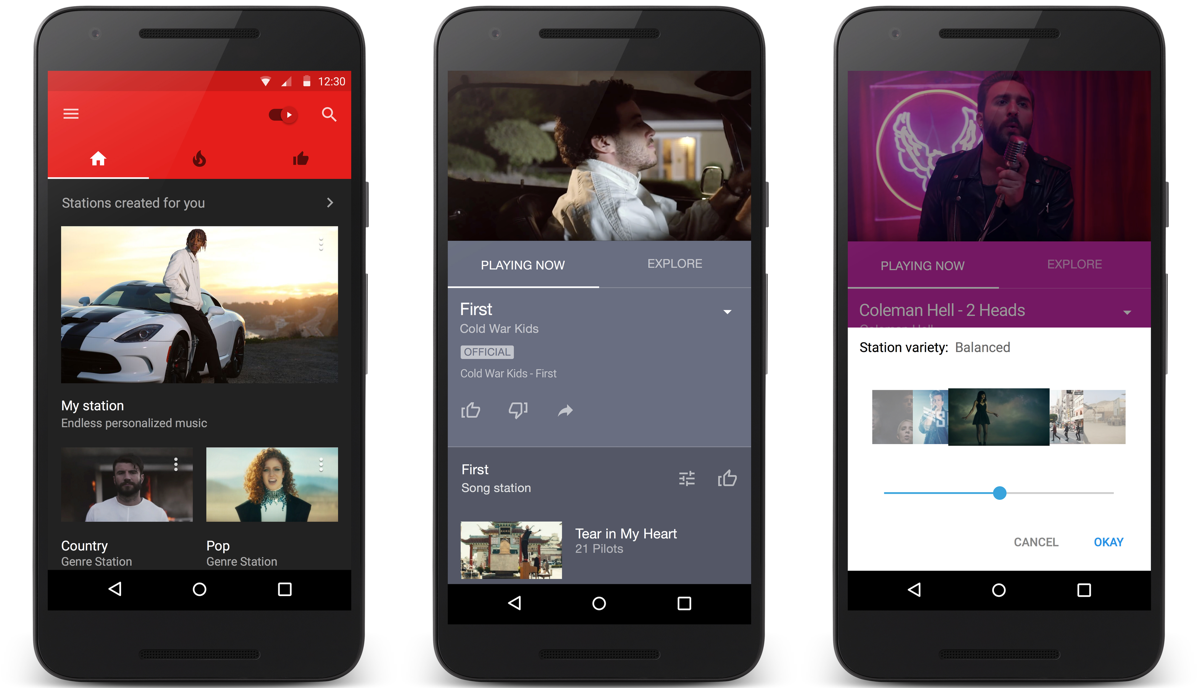 12:30
Stations created for you
My station
Endless personalized music
Country
Genre Station
Pop
Genre Station
PLAYING NOW
EXPLORE
First
Cold War Kids
OFFICIAL
Cold War Kids - First
First
Song station
Tear in My Heart
21 Pilots
PLAYING NOW
EXPLORE
Coleman Hell - 2 Heads
Coleman Hell
Station variety: Balanced
CANCEL
OKAY